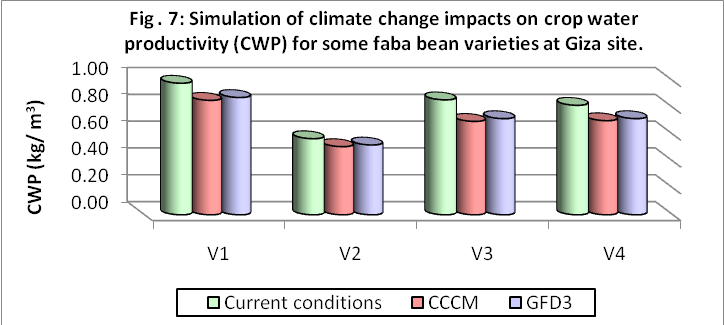 Fig . 7: Simulation of climate change impacts on crop water
productivity (CWP) for some faba bean varieties at Giza site.
1.00
0.80
0.60
0.40
0.20
0.00
CWP (kg/ m³)
V1 V2 V3 V4
Current conditions CCCM GFD3